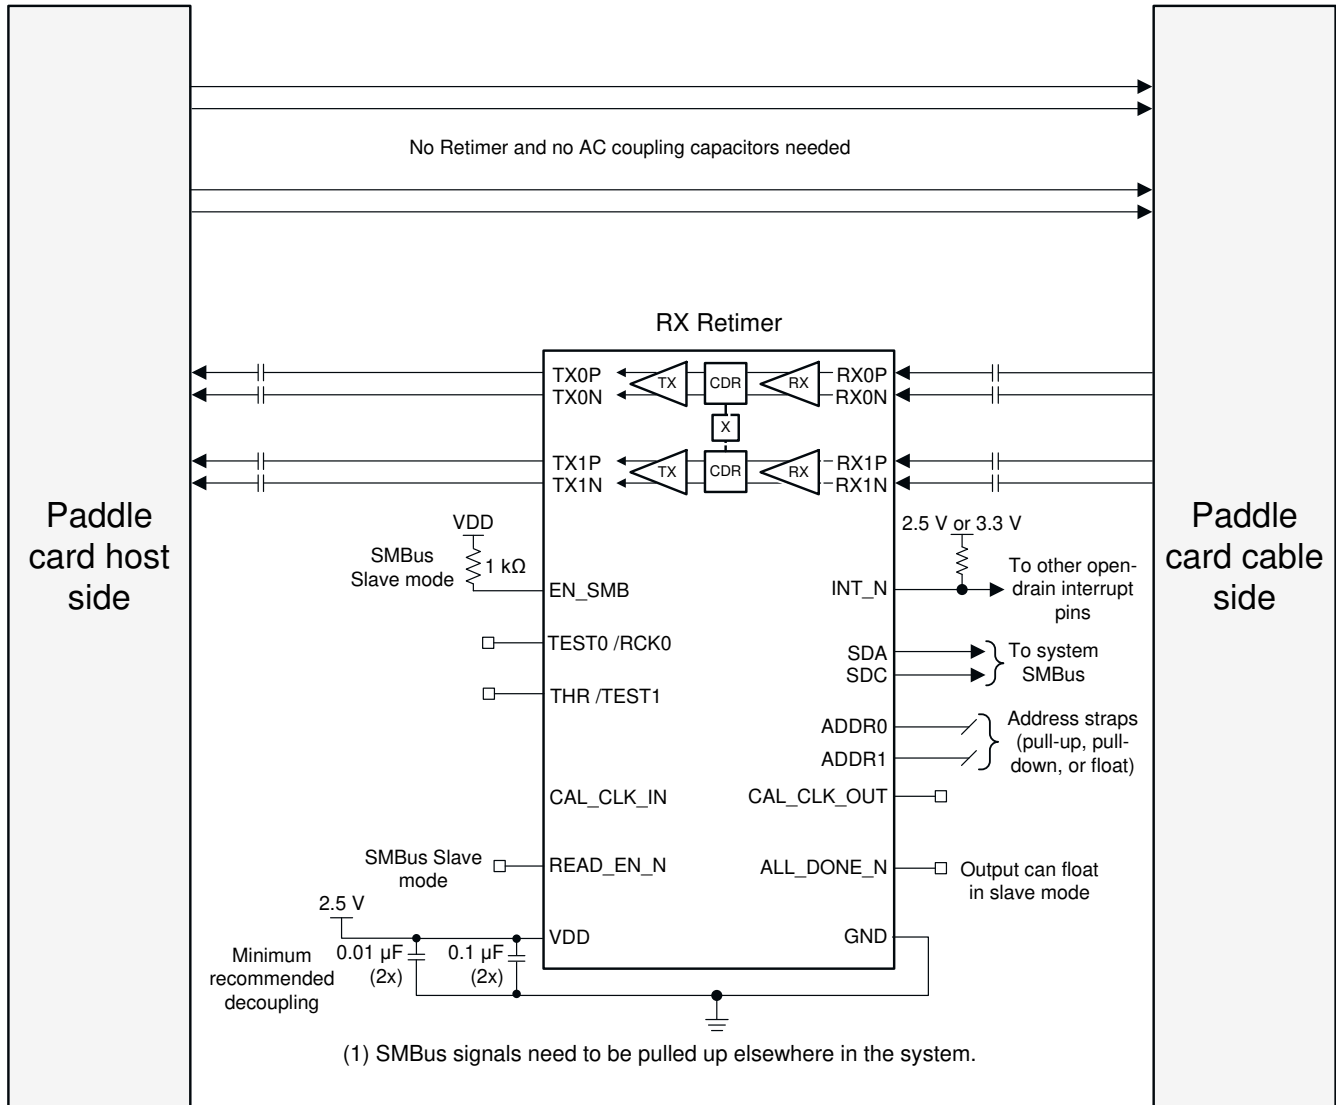 No Retimer and no AC coupling capacitors needed
RX Retimer
TX0P
TX
CDR
RX
RX0P
TX0N
RX0N
X
TX1P
TX
CDR
RX
RX1P
TX1N
RX1N
Paddle
card host
side
Paddle
card cable
side
VDD
SMBus
Slave mode
1 kΩ
EN_SMB
2.5 V or 3.3 V
INT_N
To other open-
drain interrupt
pins
TEST0 /RCK0
SDA
SDC
To system
SMBus
THR /TEST1
ADDR0
ADDR1
Address straps
(pull-up, pull-
down, or float)
CAL_CLK_IN
CAL_CLK_OUT
SMBus Slave
mode
READ_EN_N
ALL_DONE_N
Output can float
in slave mode
2.5 V
VDD
GND
Minimum
recommended
decoupling
0.01 µF
(2x)
0.1 µF
(2x)
(1) SMBus signals need to be pulled up elsewhere in the system.